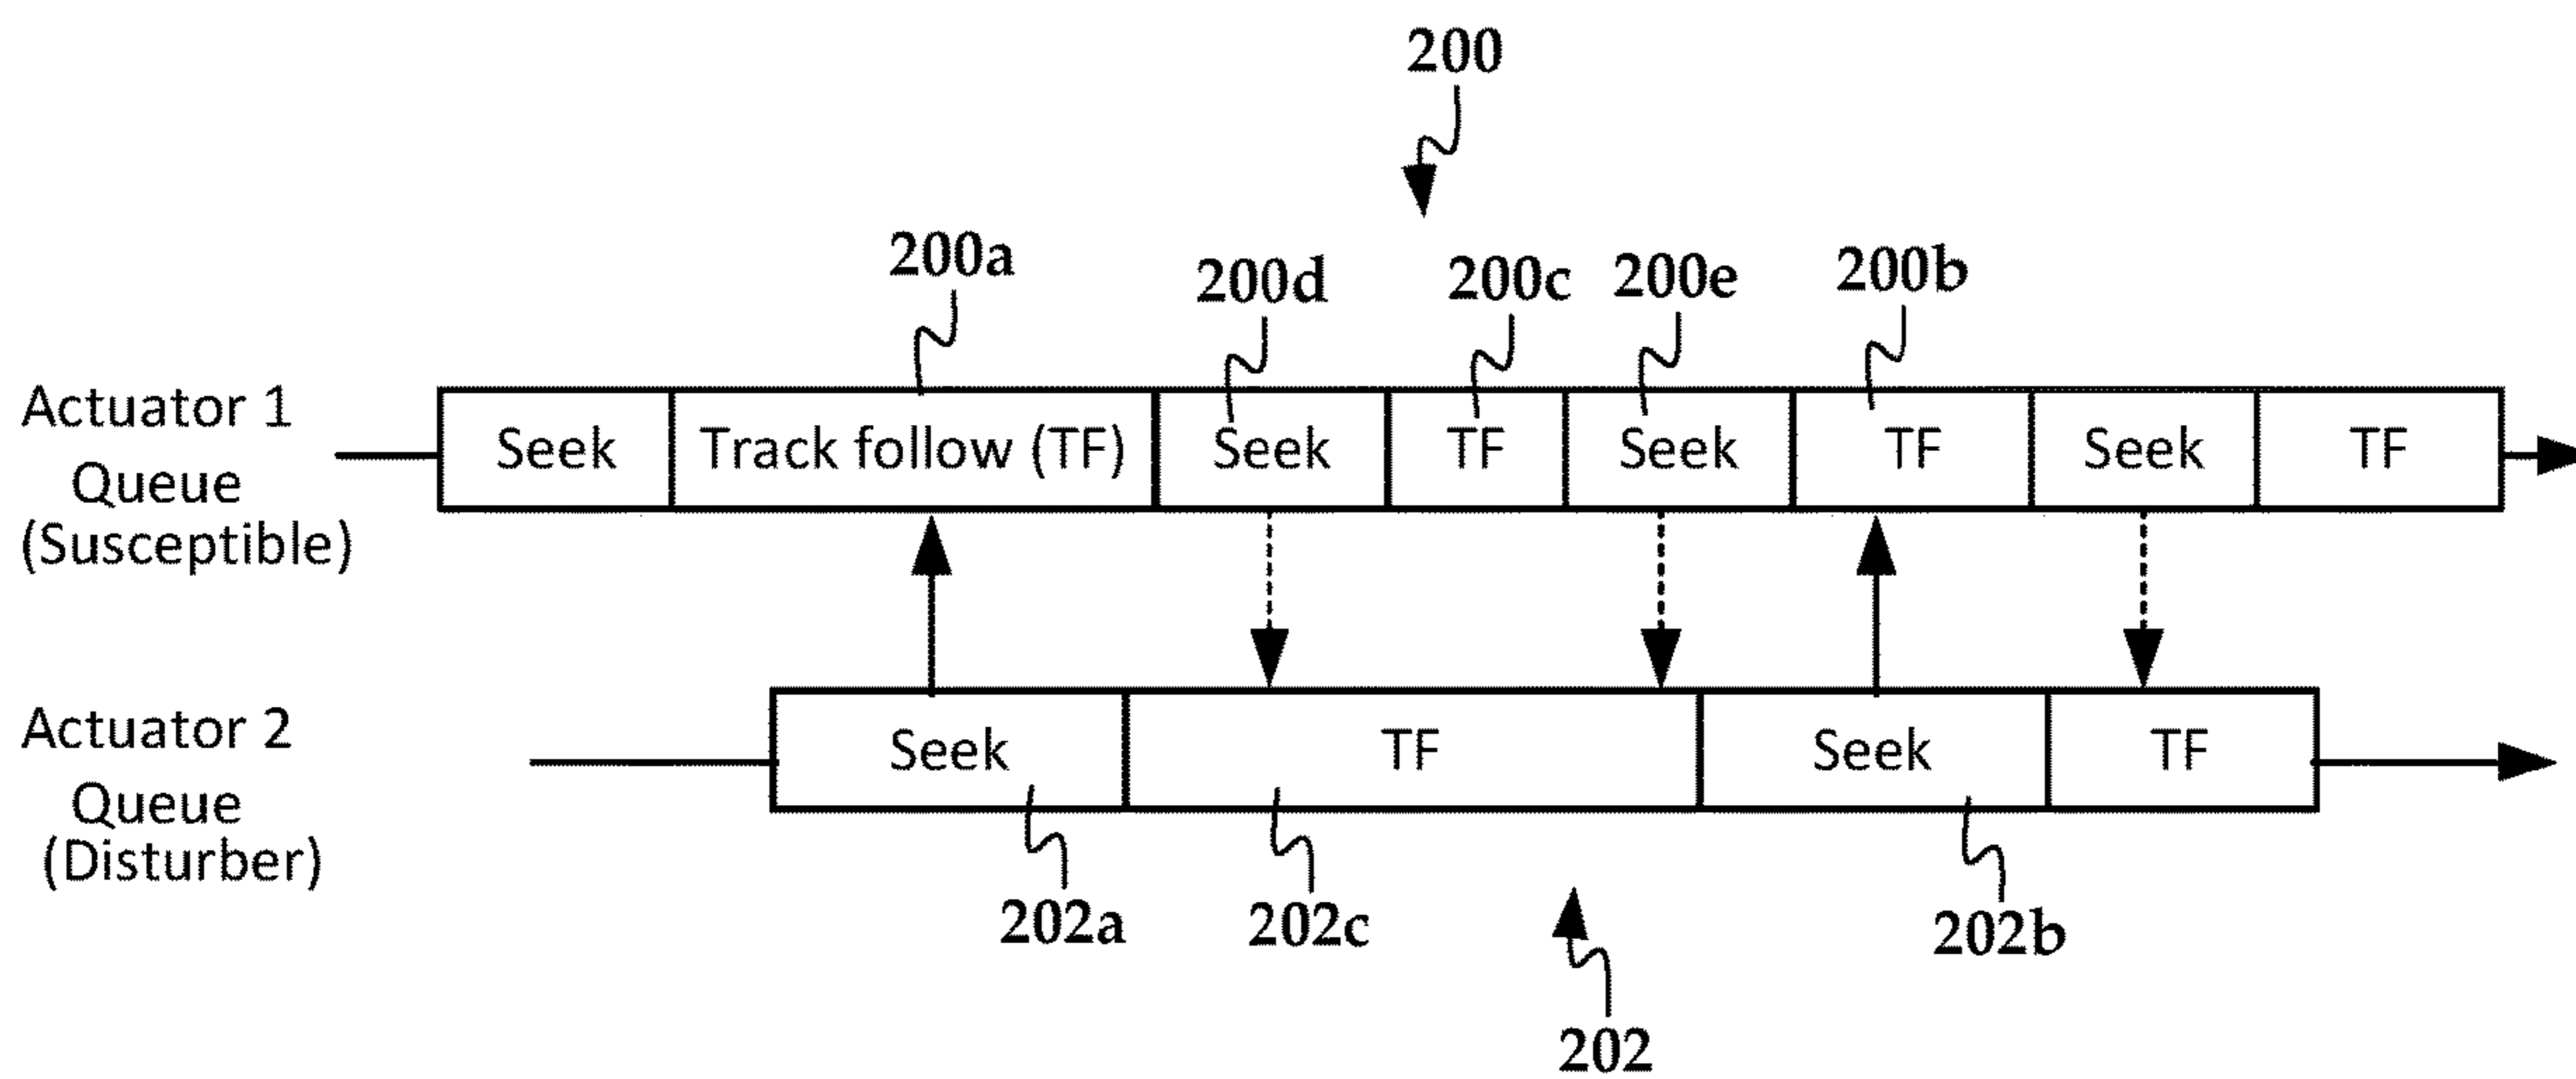 200
200a
200d
200c
200e
200b
Actuator 1
Queue
(Susceptible)
Seek
Track follow (TF)
Seek
TF
Seek
TF
Seek
TF
Actuator 2
Queue
(Disturber)
Seek
TF
Seek
TF
202a
202c
202b
202